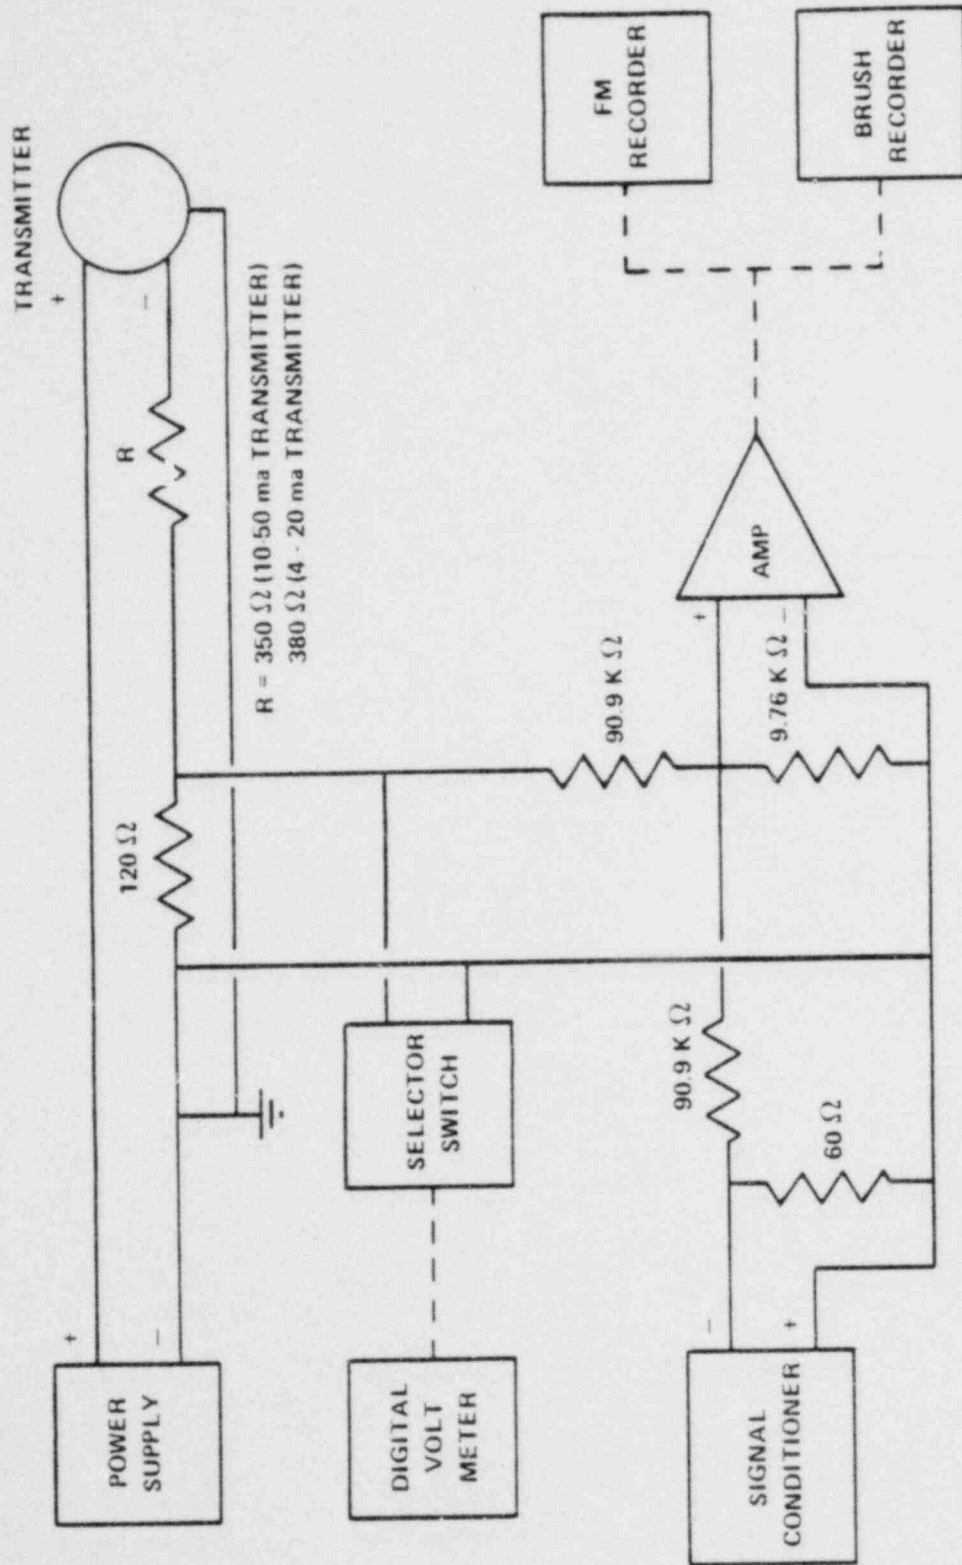 TRANSMITTER
+
−
R
R = 350 Ω (10-50 ma TRANSMITTER)
380 Ω (4 - 20 ma TRANSMITTER)
120 Ω
POWER
SUPPLY
+
−
DIGITAL
VOLT
METER
SELECTOR
SWITCH
SIGNAL
CONDITIONER
−
+
90.9 K Ω
60 Ω
90.9 K Ω
9.76 K Ω
+
−
AMP
FM
RECORDER
BRUSH
RECORDER